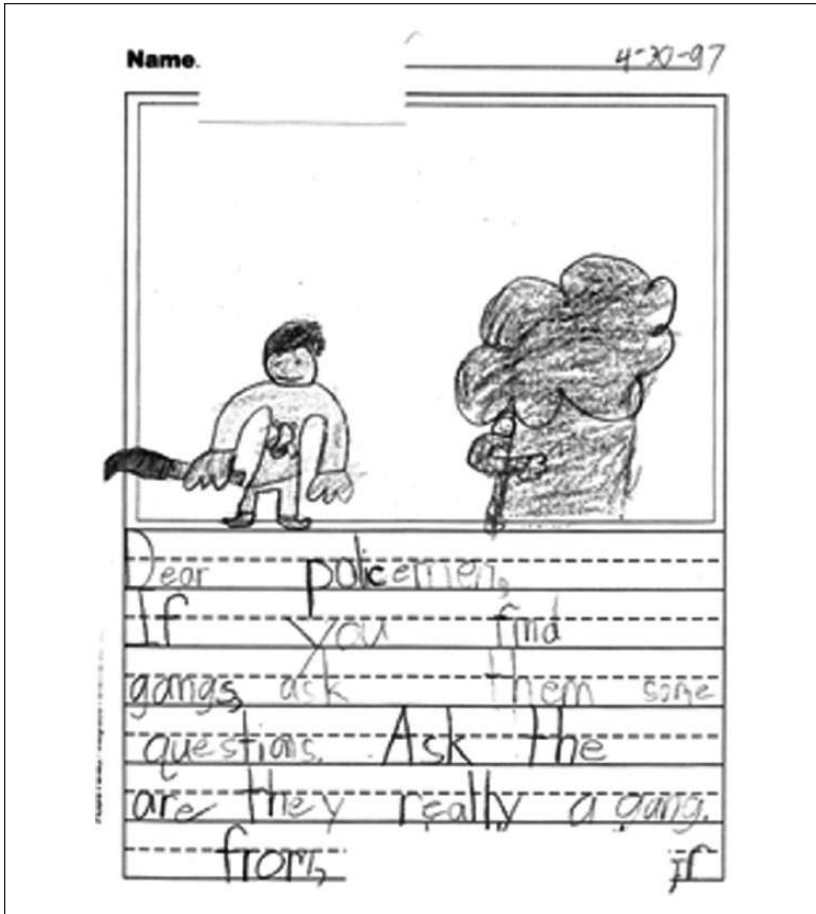 Name. 4-30-97
Dear policemen,
If you find
gangs, ask them some
questions. Ask the
are they really a gang.
from,